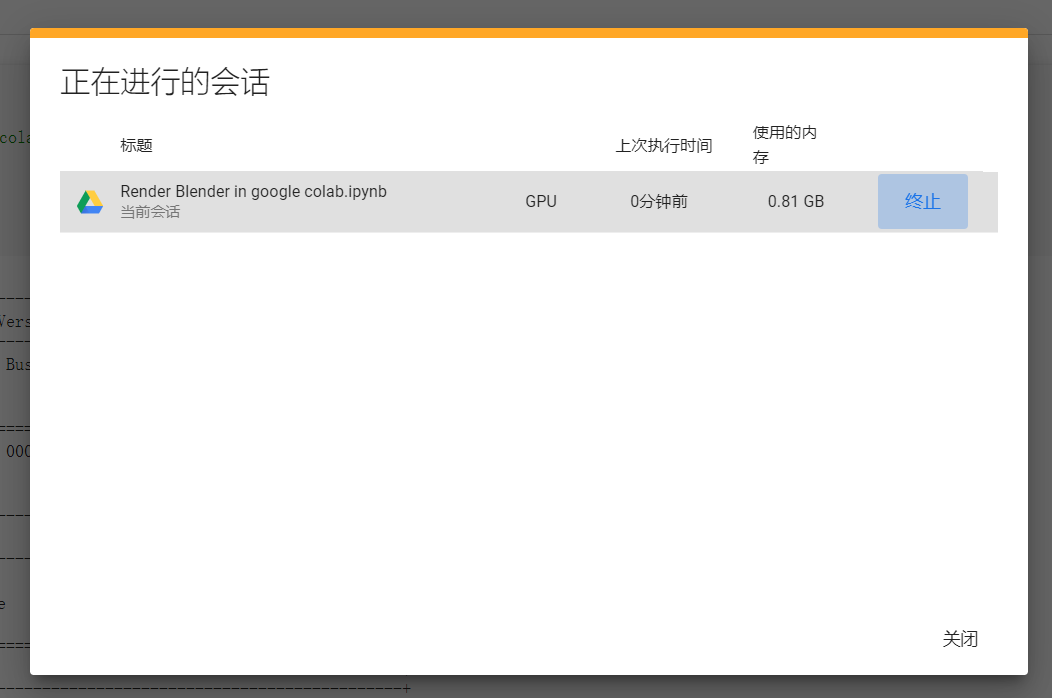 正在进行的会话
标题
上次执行时间
使用的内
存
Render Blender in google colab.ipynb
当前会话
GPU
0分钟前
0.81 GB
终止
关闭